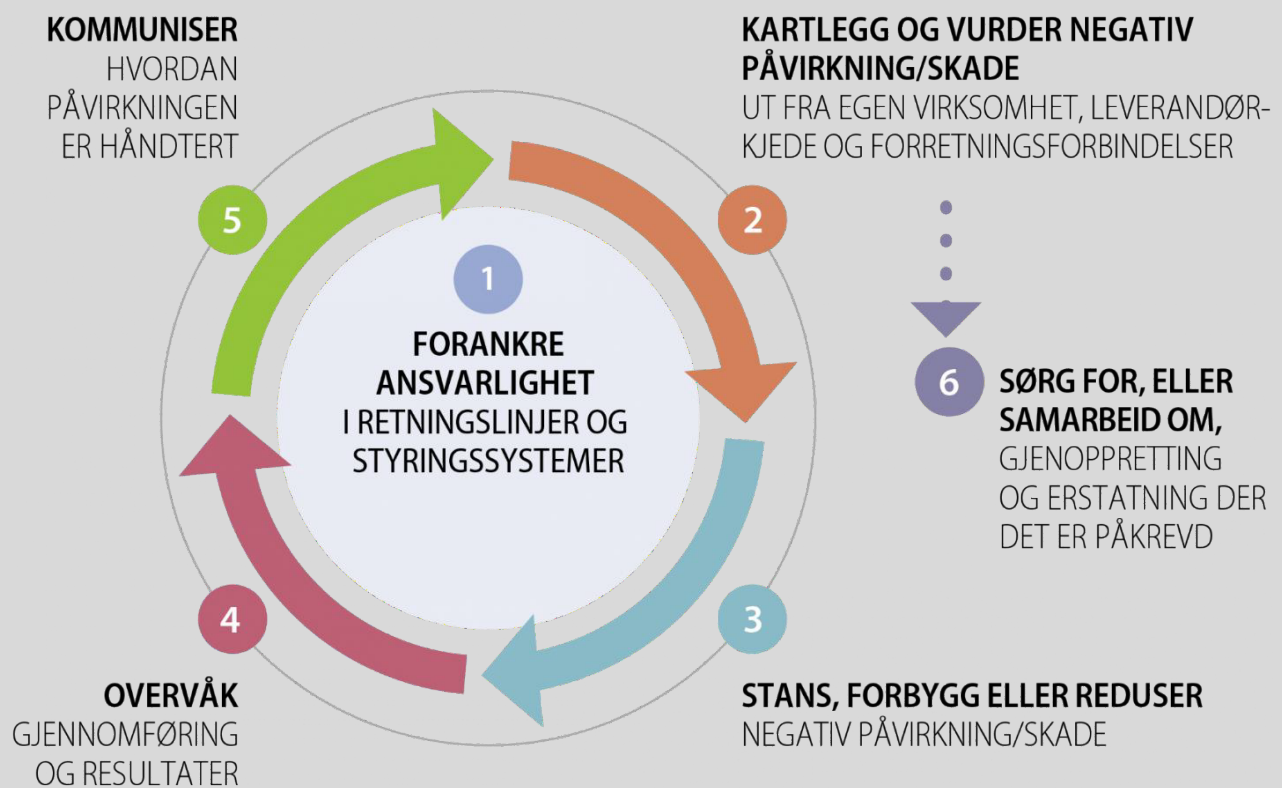 1
FORANKRE
ANSVARLIGHET
I RETNINGSLINJER OG
STYRINGSSYSTEMER
2
KARTLEGG OG VURDER NEGATIV
PÅVIRKNING/SKADE
UT FRA EGEN VIRKSOMHET, LEVERANDØR-
KJEDE OG FORRETNINGSFORBINDELSER
3
STANS, FORBYGG ELLER REDUSER
NEGATIV PÅVIRKNING/SKADE
4
OVERVÅK
GJENNOMFØRING
OG RESULTATER
5
KOMMUNISER
HVORDAN
PÅVIRKNINGEN
ER HÅNDTERT
6
SØRG FOR, ELLER
SAMARBEID OM,
GJENOPPRETTING
OG ERSTATNING DER
DET ER PÅKREVD